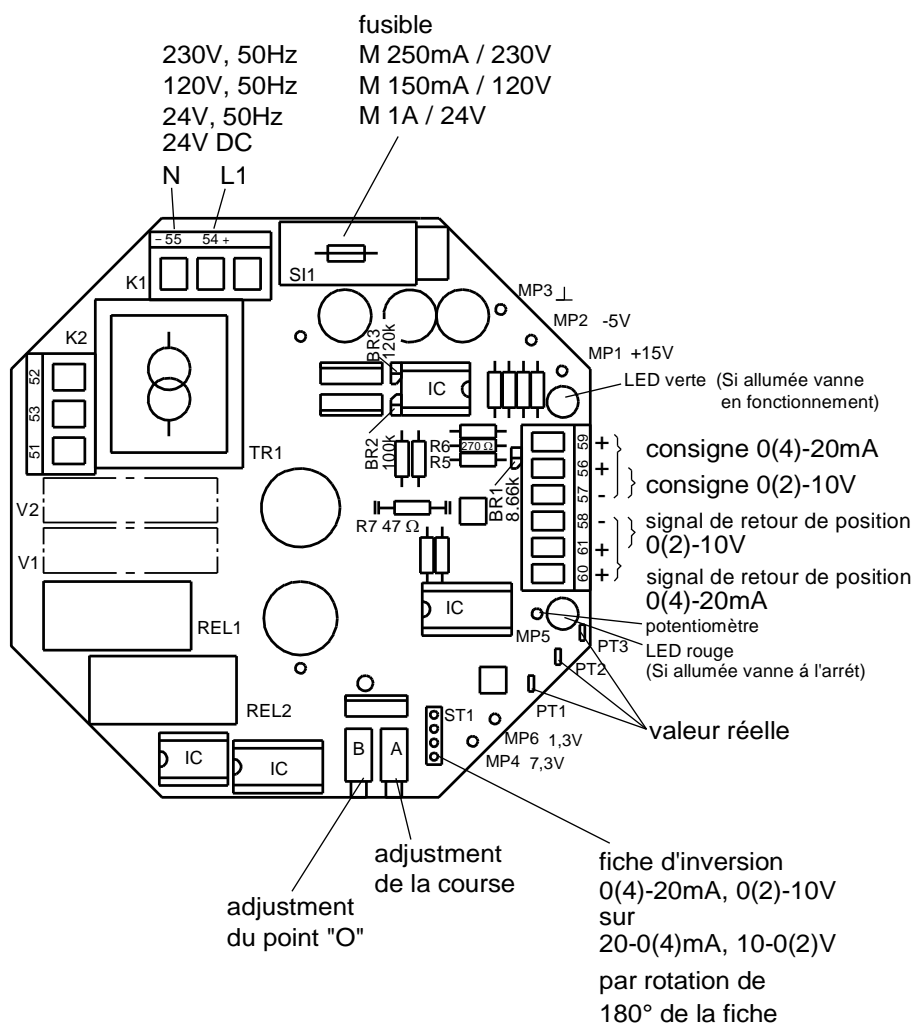 fusible
230V, 50Hz
M 250mA / 230V
120V, 50Hz
M 150mA / 120V
24V, 50Hz
M 1A / 24V
24V DC
N
L1
- 55 54 +
K1
SI1
MP3 ⊥
MP2 -5V
MP1 +15V
K2
BR3
120k
IC
LED verte (Si allumée vanne
en fonctionnement)
52
53
51
TR1
BR2
100k
R6
270 Ω
R5
BR1
8.66k
59 +
56 +
57 -
58 -
61 +
60 +
consigne 0(4)-20mA
consigne 0(2)-10V
signal de retour de position
0(2)-10V
signal de retour de position
0(4)-20mA
V2
V1
R7 47 Ω
IC
REL1
MP5
potentiomètre
LED rouge
(Si allumée vanne á l'arrét)
PT3
PT2
PT1
valeur réelle
REL2
ST1
MP6 1,3V
MP4 7,3V
IC
IC
B
A
adjustment
de la course
adjustment
du point "O"
fiche d'inversion
0(4)-20mA, 0(2)-10V
sur
20-0(4)mA, 10-0(2)V
par rotation de
180° de la fiche